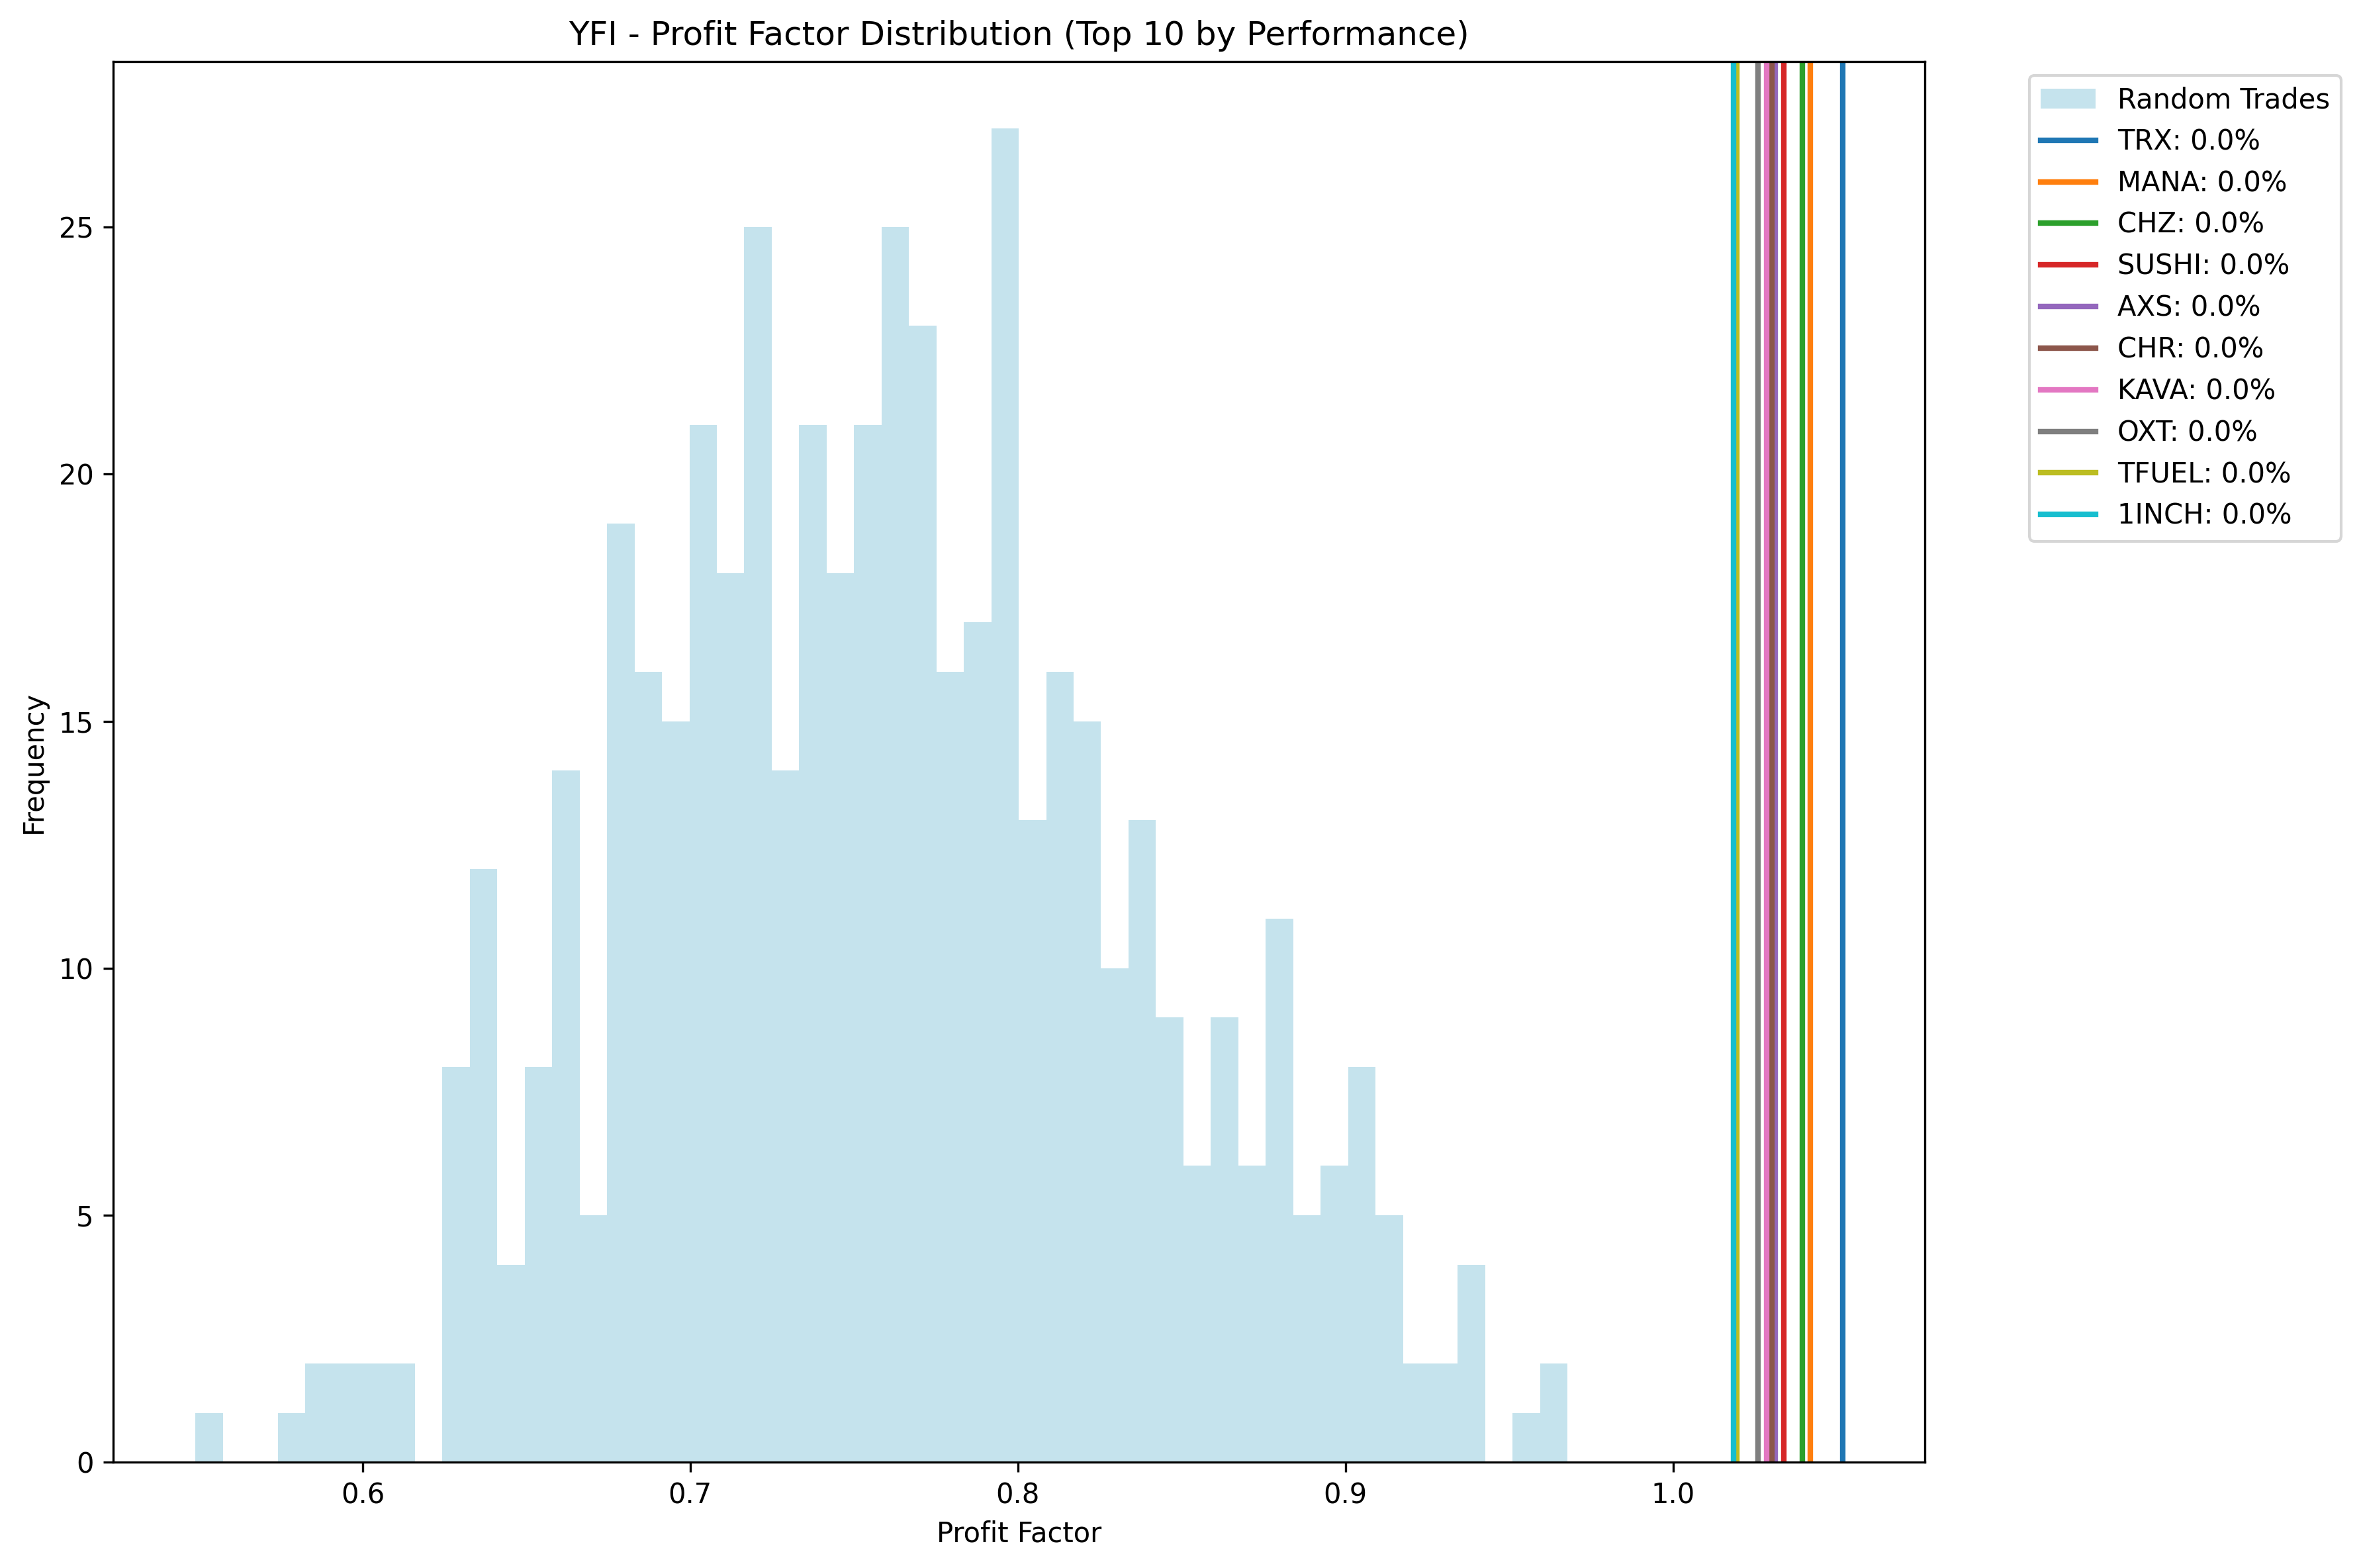 YFI - Profit Factor Distribution (Top 10 by Performance)
Frequency
25
20
15
10
5
0
0.6
0.7
0.8
0.9
1.0
Profit Factor
Random Trades
TRX: 0.0%
MANA: 0.0%
CHZ: 0.0%
SUSHI: 0.0%
AXS: 0.0%
CHR: 0.0%
KAVA: 0.0%
OXT: 0.0%
TFUEL: 0.0%
1INCH: 0.0%